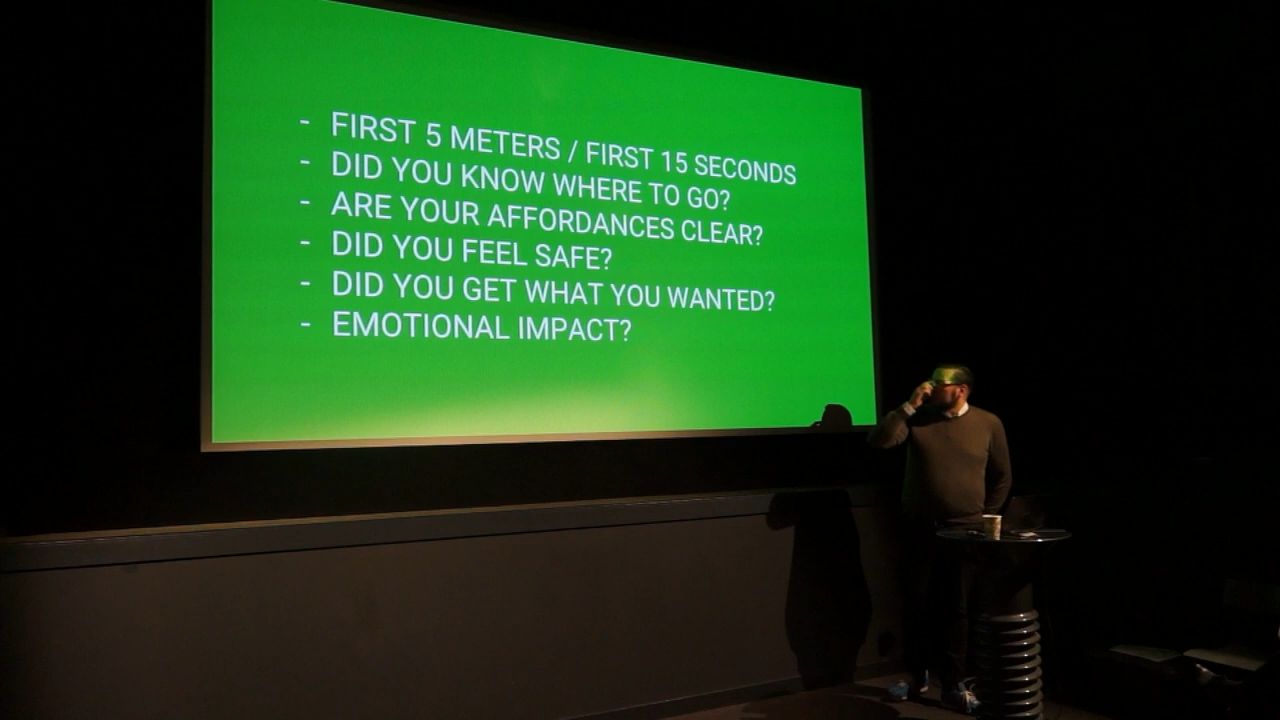 - FIRST 5 METERS / FIRST 15 SECONDS
- DID YOU KNOW WHERE TO GO?
- ARE YOUR AFFORDANCES CLEAR?
- DID YOU FEEL SAFE?
- DID YOU GET WHAT YOU WANTED?
- EMOTIONAL IMPACT?